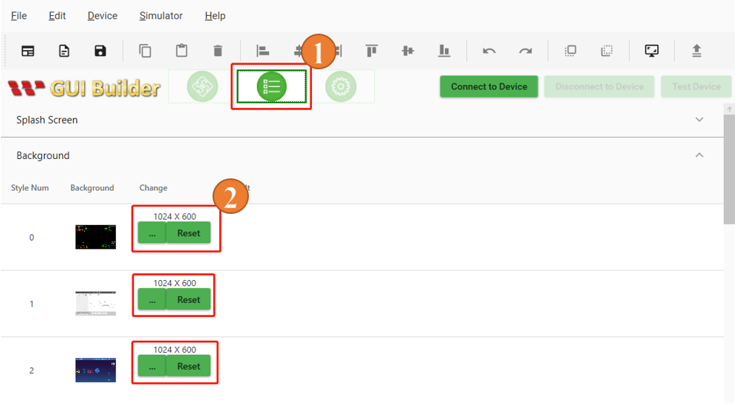 File Edit Device Simulator Help
1
GUI Builder Connect to Device Disconnect to Device Test Device
Splash Screen
Background
Style Num Background Change
2
1024 X 600
0 ... Reset
1024 X 600
1 ... Reset
1024 X 600
2 ... Reset